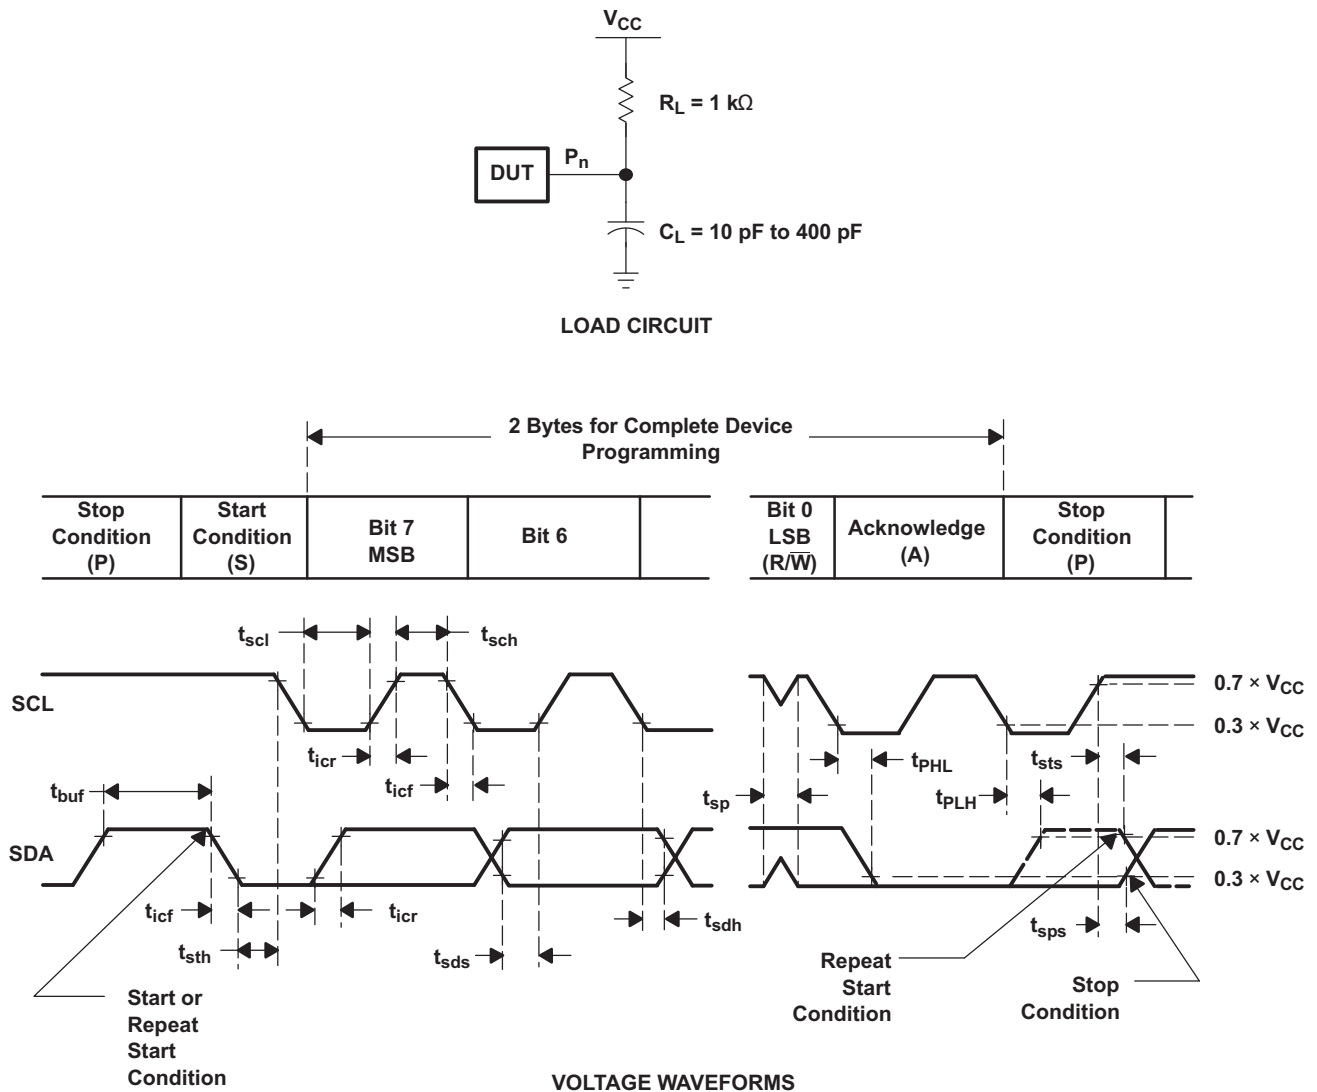 VCC
RL = 1 kΩ
DUT
Pn
CL = 10 pF to 400 pF
LOAD CIRCUIT
2 Bytes for Complete Device
Programming
Stop
Condition
(P)
Start
Condition
(S)
Bit 7
MSB
Bit 6
Bit 0
LSB
(R/W̅)
Acknowledge
(A)
Stop
Condition
(P)
tscl
tsch
SCL
0.7 × VCC
0.3 × VCC
ticr
ticf
tPHL
tsts
tbuf
tsp
tPLH
SDA
0.7 × VCC
0.3 × VCC
ticf
ticr
tsdh
tsth
tsds
tsps
Start or
Repeat
Start
Condition
Repeat
Start
Condition
Stop
Condition
VOLTAGE WAVEFORMS